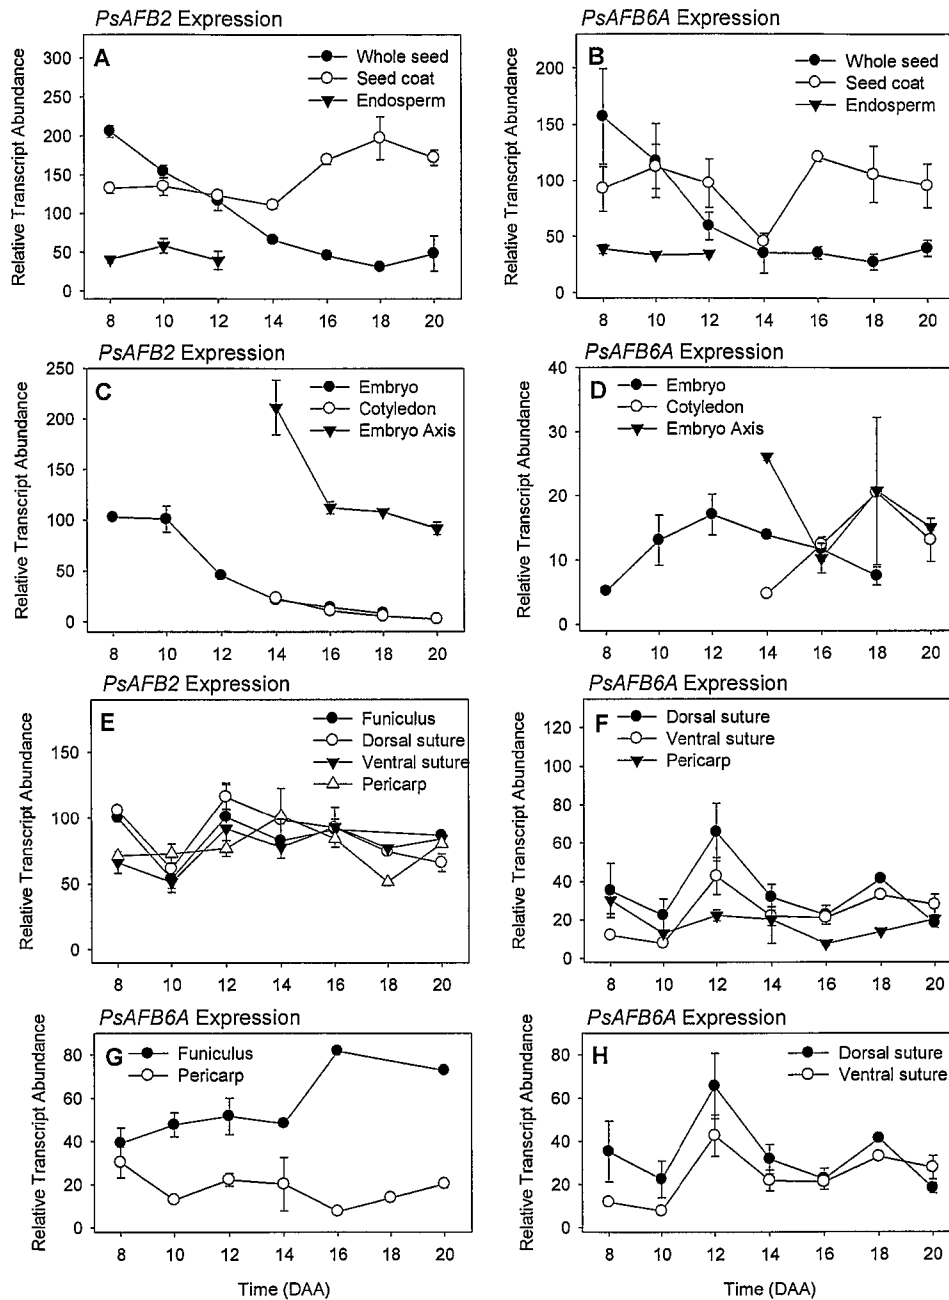 PsAFB2 Expression
PsAFB6A Expression
A
Whole seed
Seed coat
Endosperm
Relative Transcript Abundance
300
250
200
150
100
50
0
8 10 12 14 16 18 20
B
Whole seed
Seed coat
Endosperm
Relative Transcript Abundance
200
150
100
50
0
8 10 12 14 16 18 20
PsAFB2 Expression
PsAFB6A Expression
C
Embryo
Cotyledon
Embryo Axis
Relative Transcript Abundance
250
200
150
100
50
0
8 10 12 14 16 18 20
D
Embryo
Cotyledon
Embryo Axis
Relative Transcript Abundance
40
30
20
10
0
8 10 12 14 16 18 20
PsAFB2 Expression
PsAFB6A Expression
E
Funiculus
Dorsal suture
Ventral suture
Pericarp
Relative Transcript Abundance
150
100
50
0
8 10 12 14 16 18 20
F
Dorsal suture
Ventral suture
Pericarp
Relative Transcript Abundance
120
100
80
60
40
20
0
8 10 12 14 16 18 20
PsAFB6A Expression
PsAFB6A Expression
G
Funiculus
Pericarp
Relative Transcript Abundance
80
60
40
20
0
8 10 12 14 16 18 20
Time (DAA)
H
Dorsal suture
Ventral suture
Relative Transcript Abundance
80
60
40
20
0
8 10 12 14 16 18 20
Time (DAA)